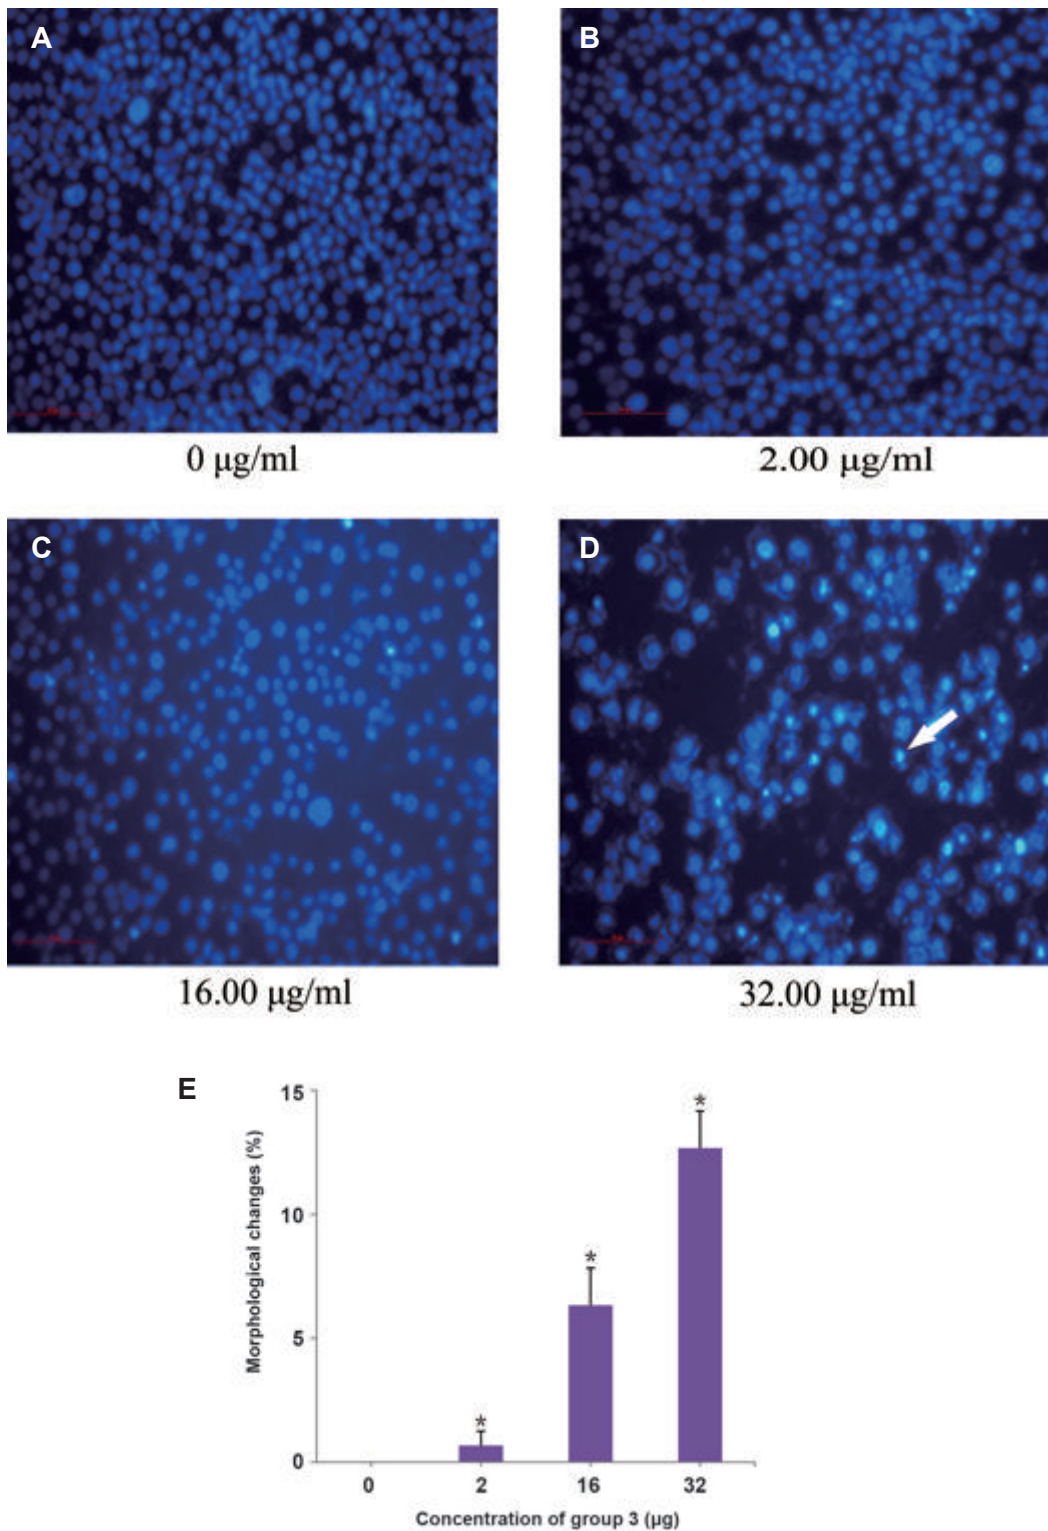 A
B
0 µg/ml
2.00 µg/ml
C
D
16.00 µg/ml
32.00 µg/ml
E
Morphological changes (%)
15
10
5
0
*
*
*
0 2 16 32
Concentration of group 3 (µg)